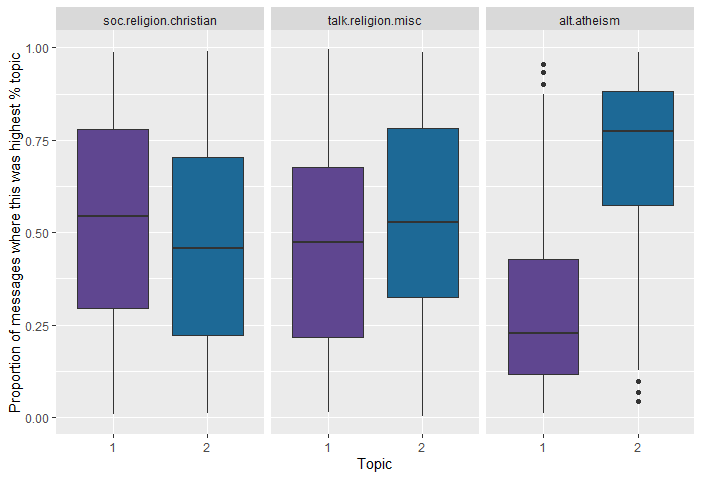 soc.religion.christian
talk.religion.misc
alt.atheism
Proportion of messages where this was highest % topic
1.00
0.75
0.50
0.25
0.00
1 2
1 2
1 2
Topic